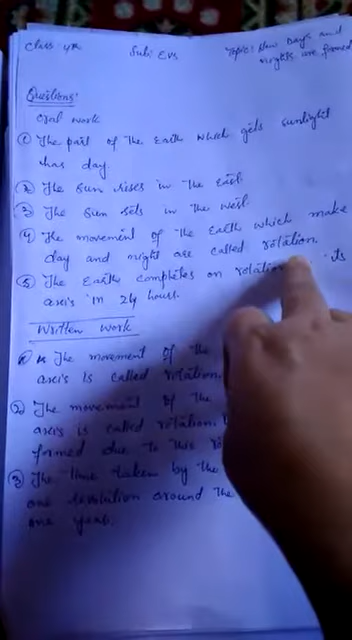 Class: 4th Sub: EVS Topic: How Days and
nights are formed
Questions:
Oral work
① The part of the Earth which gets sunlight
has day.
② The Sun rises in the East
③ The Sun sets in the West
④ The movement of the Earth which make
day and night are called rotation.
⑤ The Earth completes on rotation its
axis in 24 hours.
Written Work
① The movement of the
axis is called rotation.
② The movement of the
axis is called rotation.
formed due to this
③ The time taken by the
one revolution around the
one year.